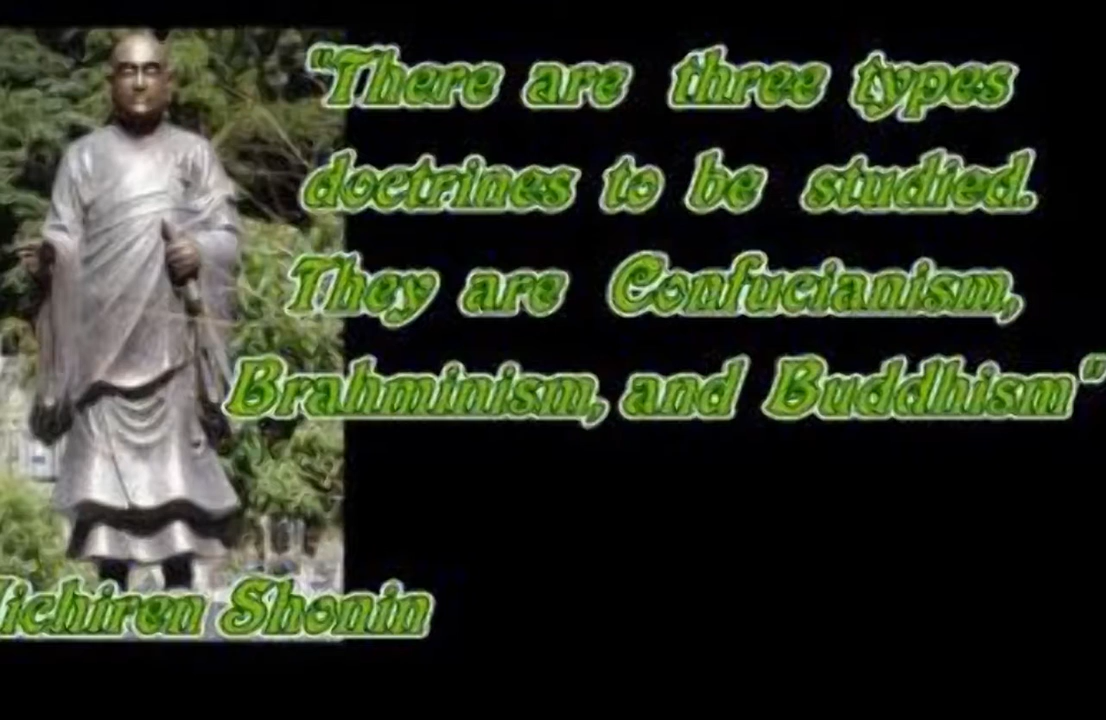 "There are three types
doctrines to be studied.
They are Confucianism,
Brahminism, and Buddhism"
ichiren Shonin